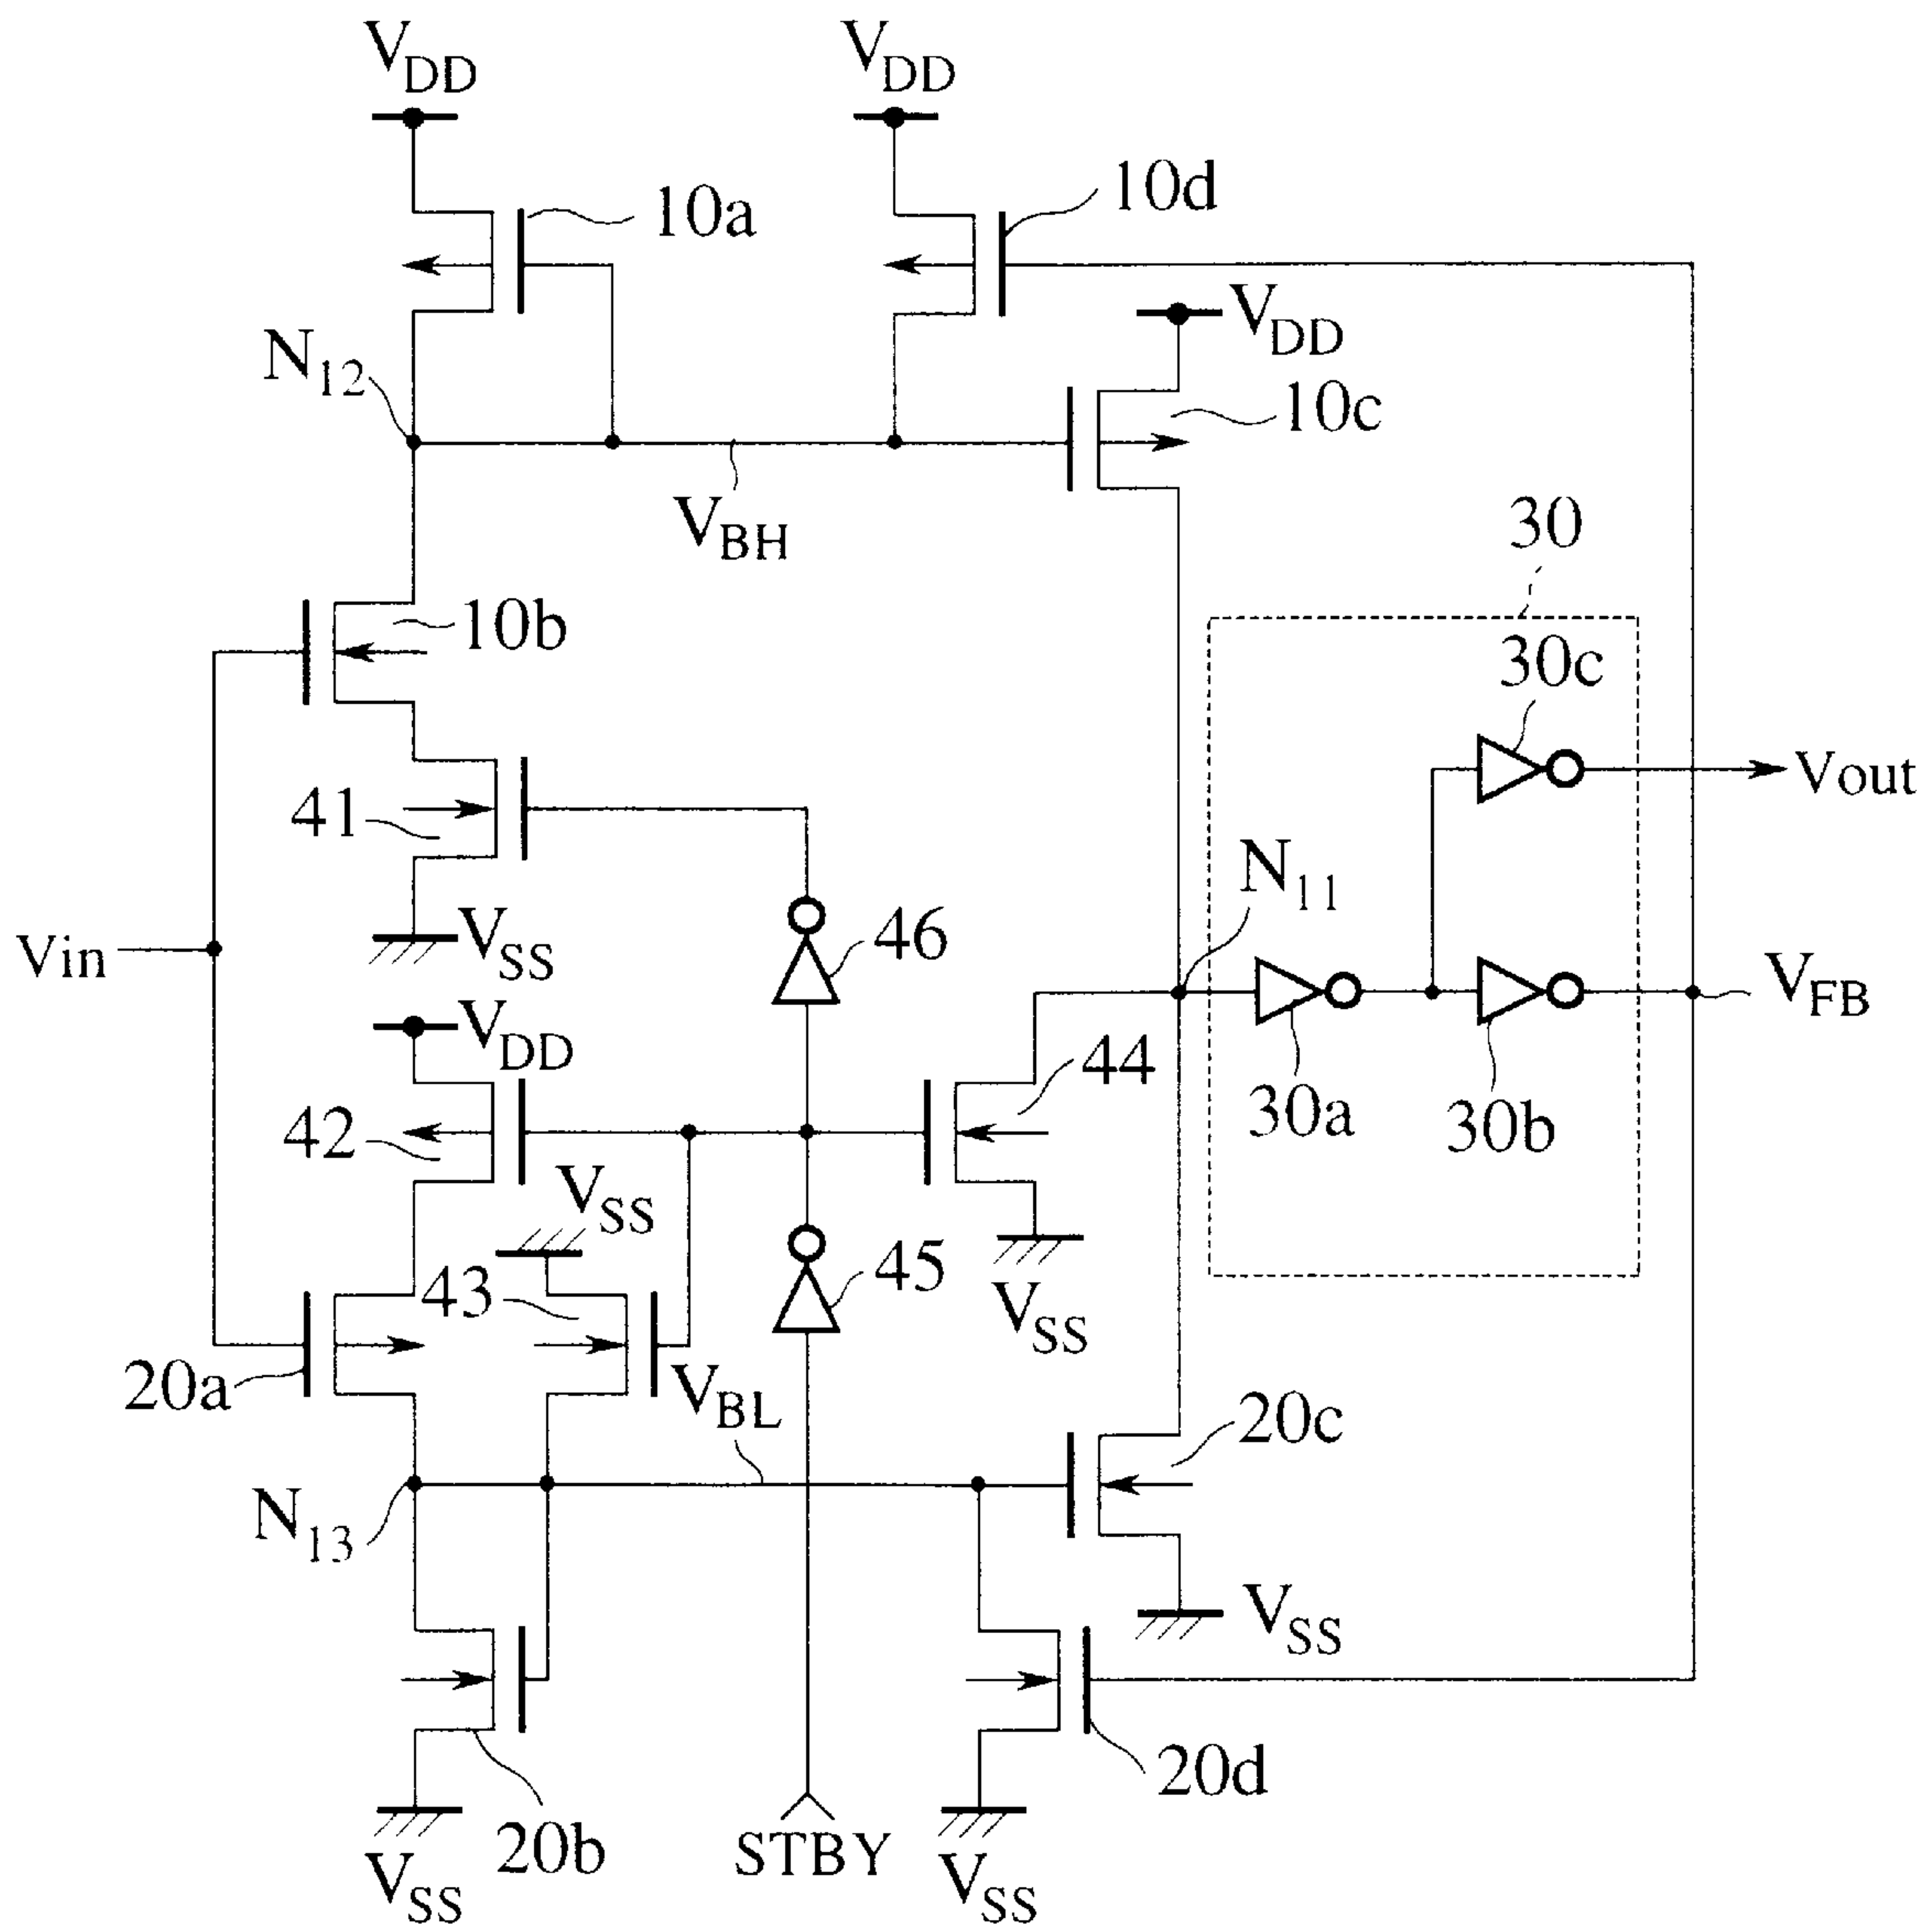 VDD
VDD
10a
10d
VDD
N12
10c
VBH
30
10b
30c
Vout
41
N11
VSS
46
Vin
VDD
VFB
44
42
30a
30b
VSS
45
43
VSS
20a
VBL
20c
N13
VSS
20d
20b
STBY
VSS
VSS